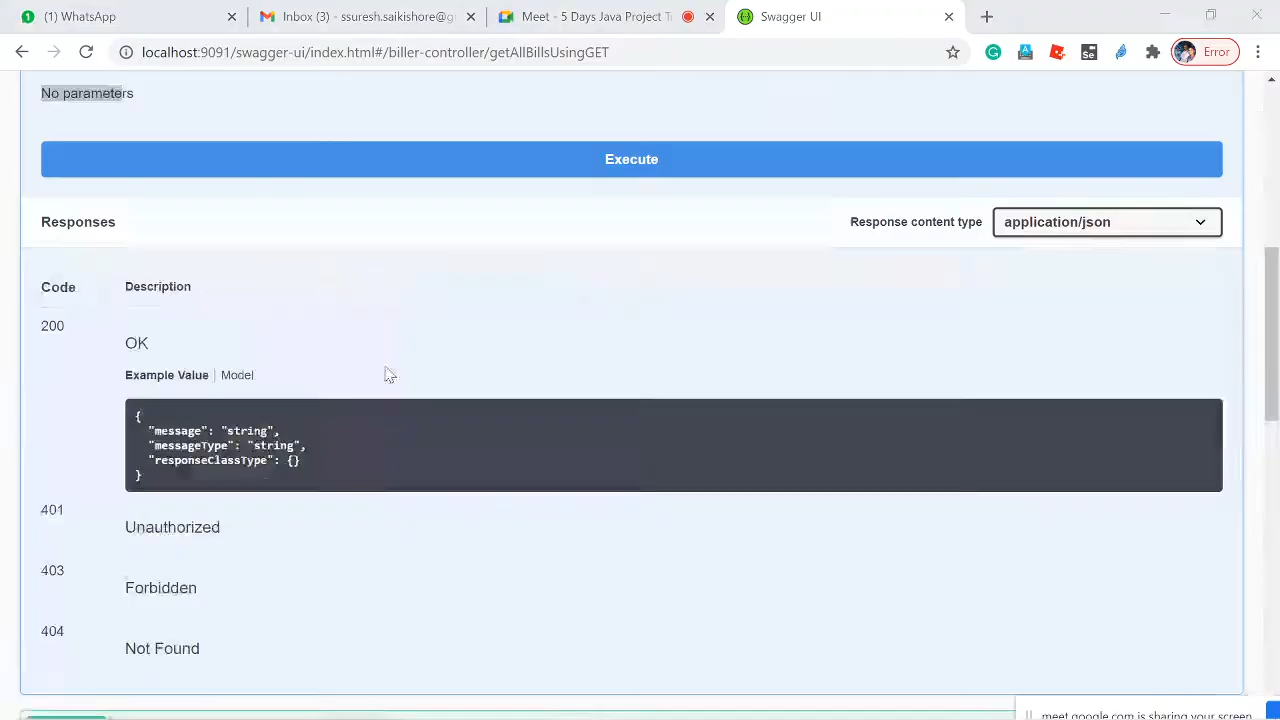 (1) WhatsApp
Inbox (3) - ssuresh.saikishore@g
Meet - 5 Days Java Project T
Swagger UI
localhost:9091/swagger-ui/index.html#/biller-controller/getAllBillsUsingGET
Error
No parameters
Execute
Responses
Response content type
application/json
Code
Description
200
OK
Example Value
Model
{
"message": "string",
"messageType": "string",
"responseClassType": {}
}
401
Unauthorized
403
Forbidden
404
Not Found
meet.google.com is sharing your screen.